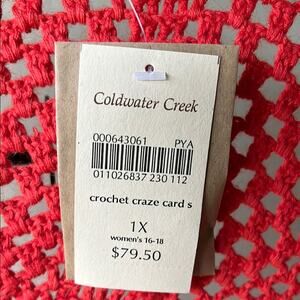 Coldwater Creek
000643061 PYA
011026837 230 112
crochet craze card s
1X
women's 16-18
$79.50